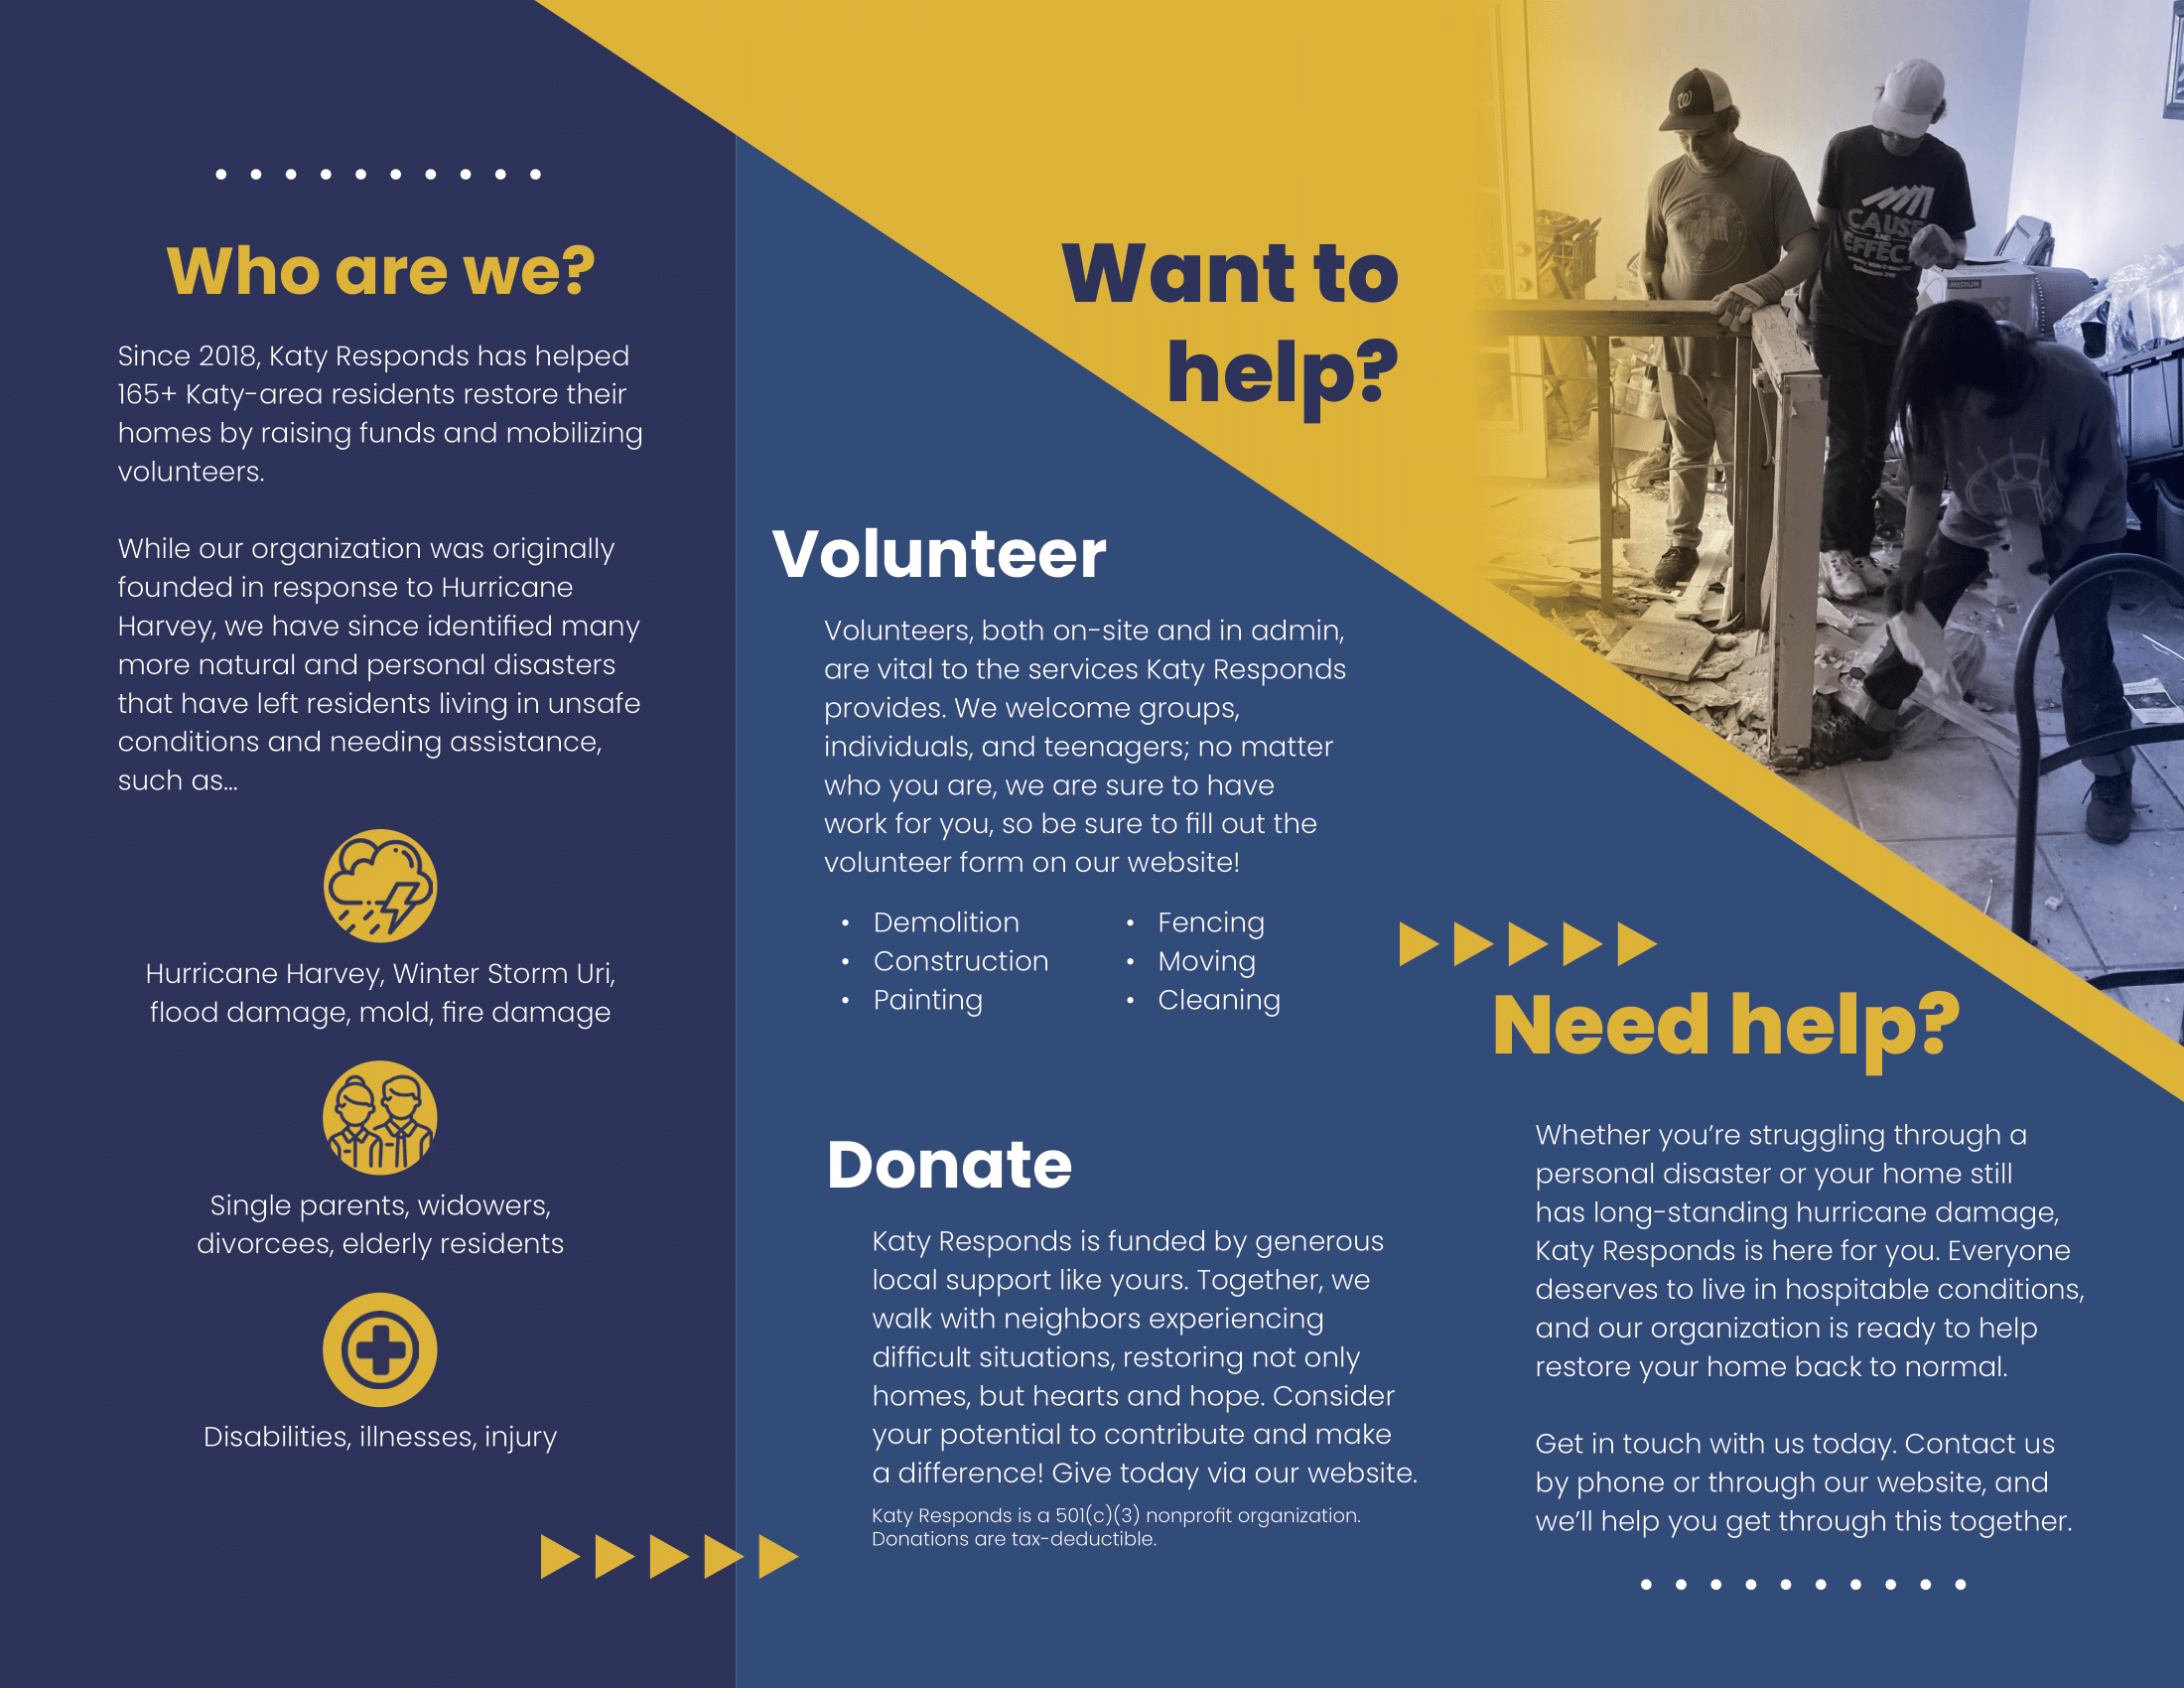 Who are we?
Since 2018, Katy Responds has helped
165+ Katy-area residents restore their
homes by raising funds and mobilizing
volunteers.
While our organization was originally
founded in response to Hurricane
Harvey, we have since identified many
more natural and personal disasters
that have left residents living in unsafe
conditions and needing assistance,
such as...
Hurricane Harvey, Winter Storm Uri,
flood damage, mold, fire damage
Single parents, widowers,
divorcees, elderly residents
Disabilities, illnesses, injury
Want to
help?
Volunteer
Volunteers, both on-site and in admin,
are vital to the services Katy Responds
provides. We welcome groups,
individuals, and teenagers; no matter
who you are, we are sure to have
work for you, so be sure to fill out the
volunteer form on our website!
• Demolition
• Construction
• Painting
• Fencing
• Moving
• Cleaning
Donate
Katy Responds is funded by generous
local support like yours. Together, we
walk with neighbors experiencing
difficult situations, restoring not only
homes, but hearts and hope. Consider
your potential to contribute and make
a difference! Give today via our website.
Katy Responds is a 501(c)(3) nonprofit organization.
Donations are tax-deductible.
W
CAUSE
AND
EFFECT
MEDIUM
Need help?
Whether you're struggling through a
personal disaster or your home still
has long-standing hurricane damage,
Katy Responds is here for you. Everyone
deserves to live in hospitable conditions,
and our organization is ready to help
restore your home back to normal.
Get in touch with us today. Contact us
by phone or through our website, and
we'll help you get through this together.